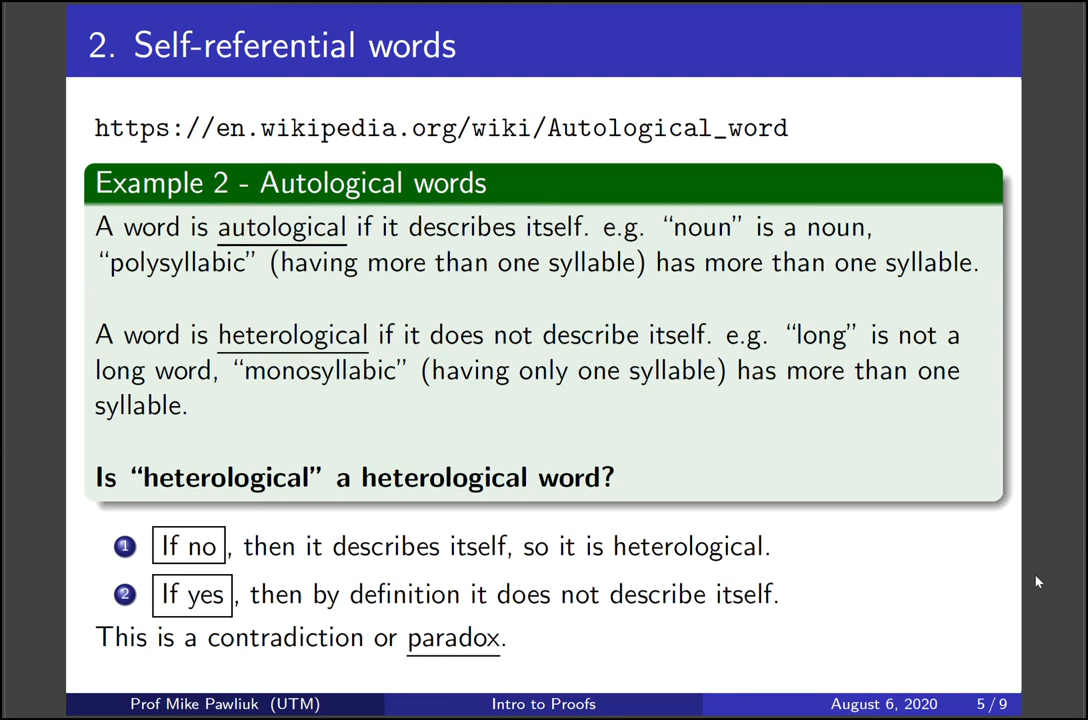 2. Self-referential words
https://en.wikipedia.org/wiki/Autological_word
Example 2 - Autological words
A word is autological if it describes itself. e.g. “noun” is a noun,
“polysyllabic” (having more than one syllable) has more than one syllable.
A word is heterological if it does not describe itself. e.g. “long” is not a
long word, “monosyllabic” (having only one syllable) has more than one
syllable.
Is “heterological” a heterological word?
1 If no, then it describes itself, so it is heterological.
2 If yes, then by definition it does not describe itself.
This is a contradiction or paradox.
Prof Mike Pawliuk (UTM) Intro to Proofs August 6, 2020 5 / 9